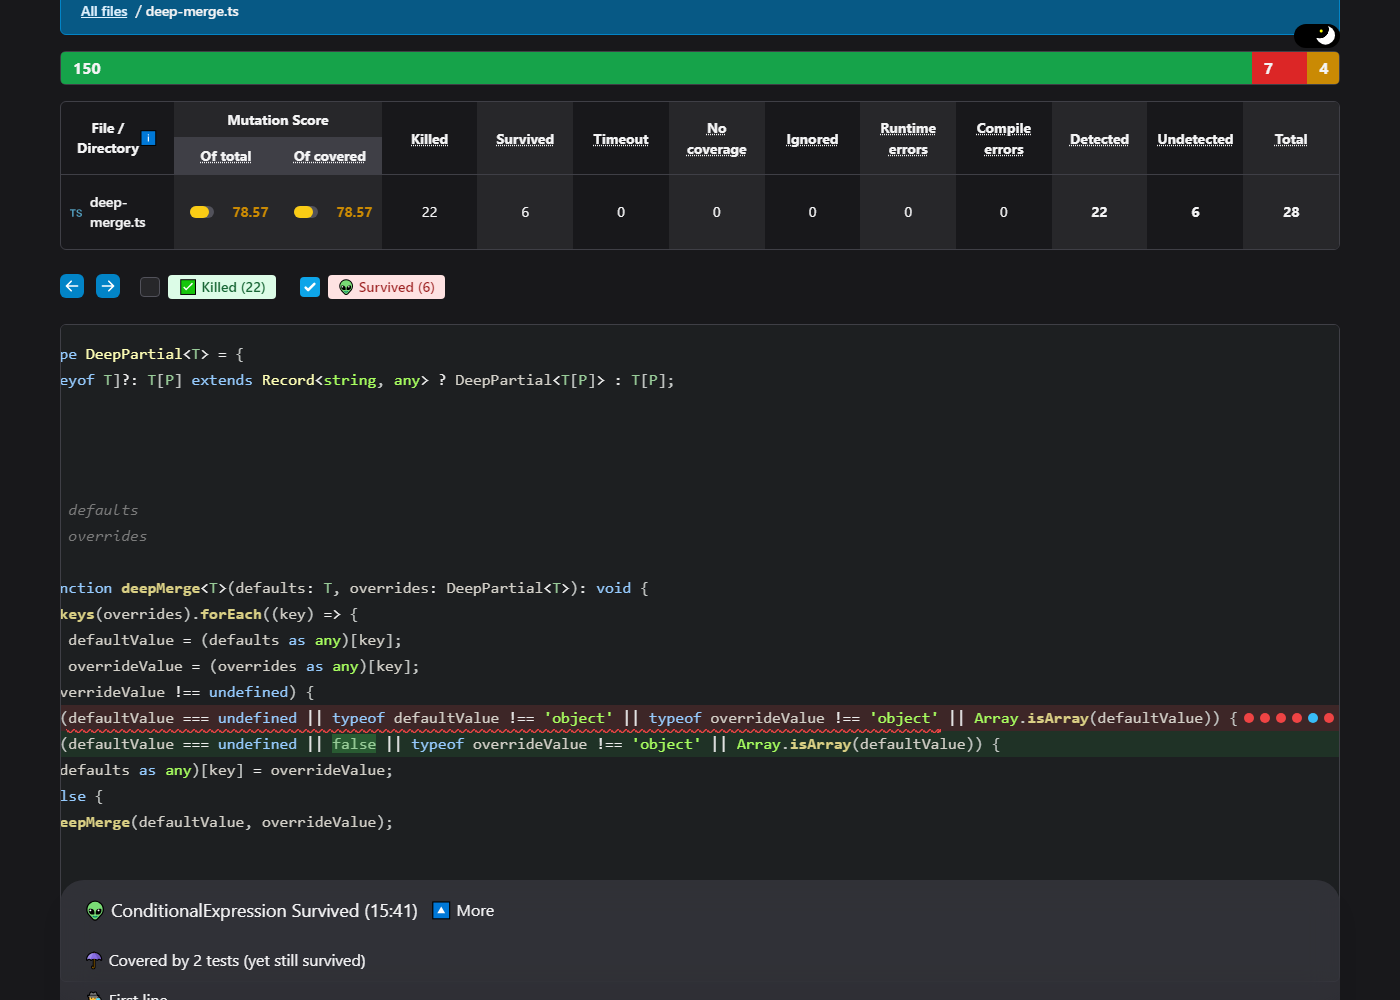 All files / deep-merge.ts
150 7 4
File / Directory i Mutation Score Killed Survived Timeout No coverage Ignored Runtime errors Compile errors Detected Undetected Total
Of total Of covered
TS deep-merge.ts 78.57 78.57 22 6 0 0 0 0 0 22 6 28
Killed (22) Survived (6)
pe DeepPartial<T> = {
eyof T]?: T[P] extends Record<string, any> ? DeepPartial<T[P]> : T[P];
defaults
overrides
nction deepMerge<T>(defaults: T, overrides: DeepPartial<T>): void {
keys(overrides).forEach((key) => {
defaultValue = (defaults as any)[key];
overrideValue = (overrides as any)[key];
verrideValue !== undefined) {
(defaultValue === undefined || typeof defaultValue !== 'object' || typeof overrideValue !== 'object' || Array.isArray(defaultValue)) {
(defaultValue === undefined || false || typeof overrideValue !== 'object' || Array.isArray(defaultValue)) {
defaults as any)[key] = overrideValue;
lse {
eepMerge(defaultValue, overrideValue);
ConditionalExpression Survived (15:41) More
Covered by 2 tests (yet still survived)
First line